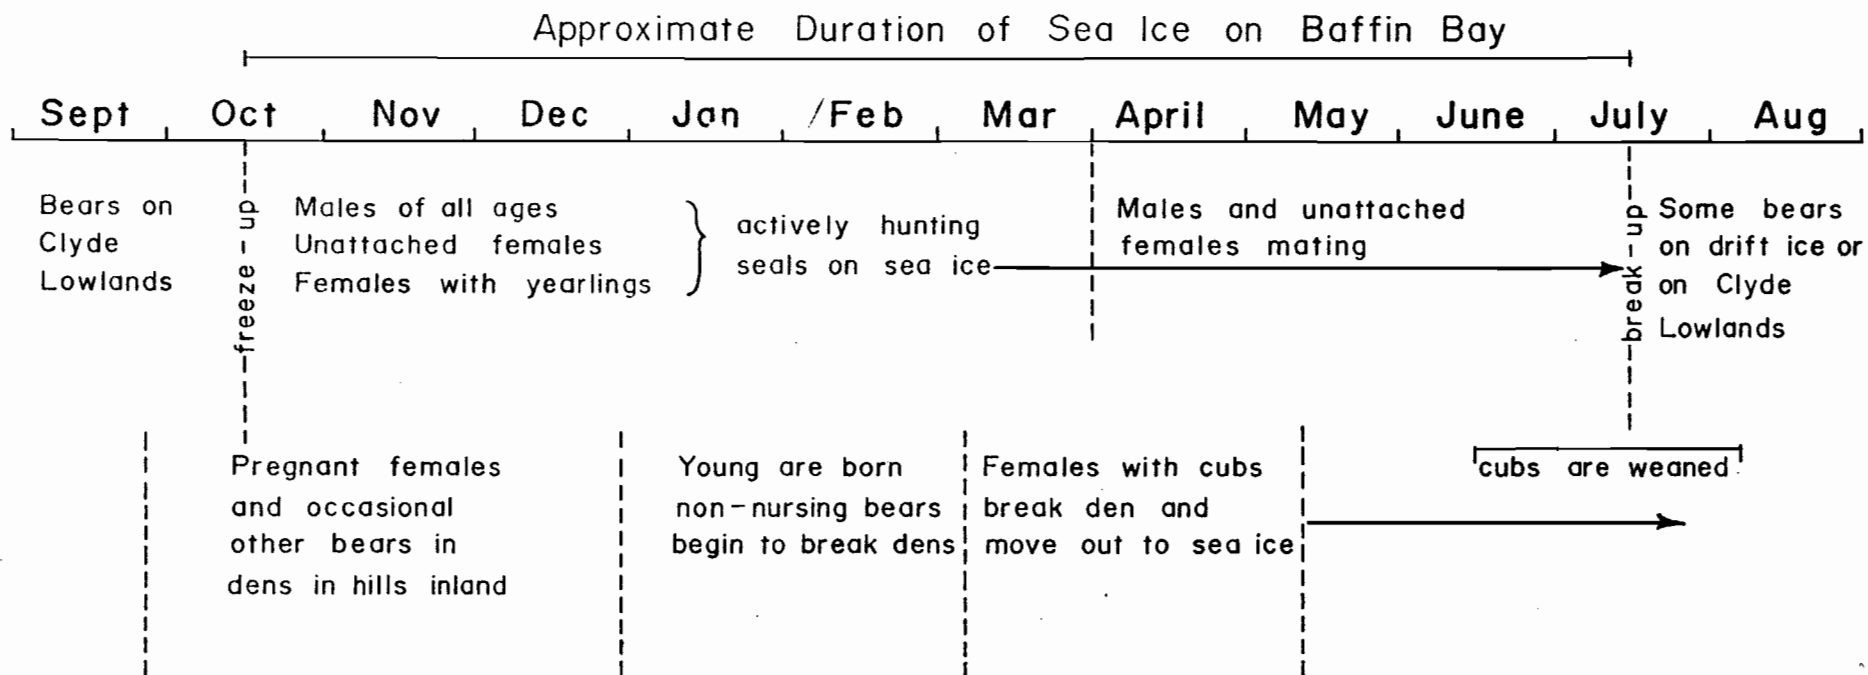 Approximate Duration of Sea Ice on Baffin Bay
Sept Oct Nov Dec Jan /Feb Mar April May June July Aug
Bears on
Clyde
Lowlands
freeze-up
Males of all ages
Unattached females
Females with yearlings
actively hunting
seals on sea ice
Males and unattached
females mating
break-up
Some bears
on drift ice or
on Clyde
Lowlands
Pregnant females
and occasional
other bears in
dens in hills inland
Young are born
non-nursing bears
begin to break dens
Females with cubs
break den and
move out to sea ice
cubs are weaned